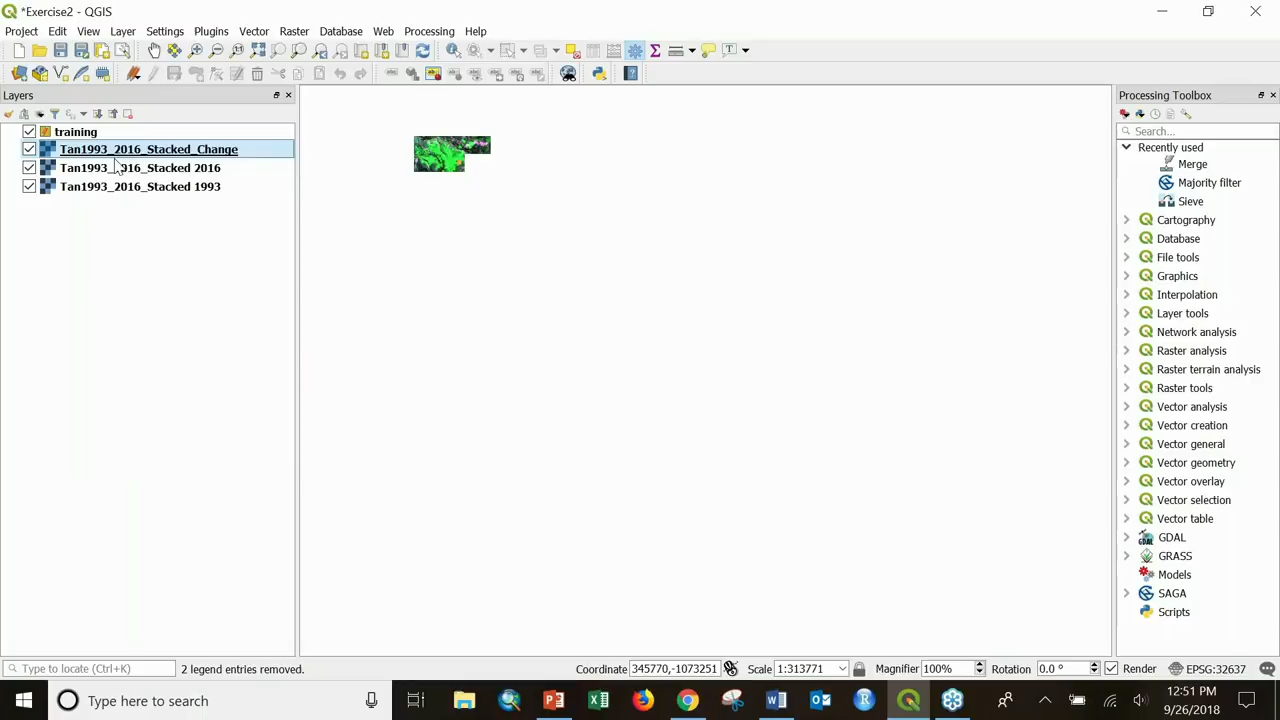 *Exercise2 - QGIS
Project Edit View Layer Settings Plugins Vector Raster Database Web Processing Help
Layers
Processing Toolbox
training
Tan1993_2016_Stacked_Change
Tan1993_2016_Stacked 2016
Tan1993_2016_Stacked 1993
Search...
Recently used
Merge
Majority filter
Sieve
Cartography
Database
File tools
Graphics
Interpolation
Layer tools
Network analysis
Raster analysis
Raster terrain analysis
Raster tools
Vector analysis
Vector creation
Vector general
Vector geometry
Vector overlay
Vector selection
Vector table
GDAL
GRASS
Models
SAGA
Scripts
Type to locate (Ctrl+K) 2 legend entries removed. Coordinate 345770,-1073251 Scale 1:313771 Magnifier 100% Rotation 0.0 ° Render EPSG:32637
Type here to search
12:51 PM
9/26/2018